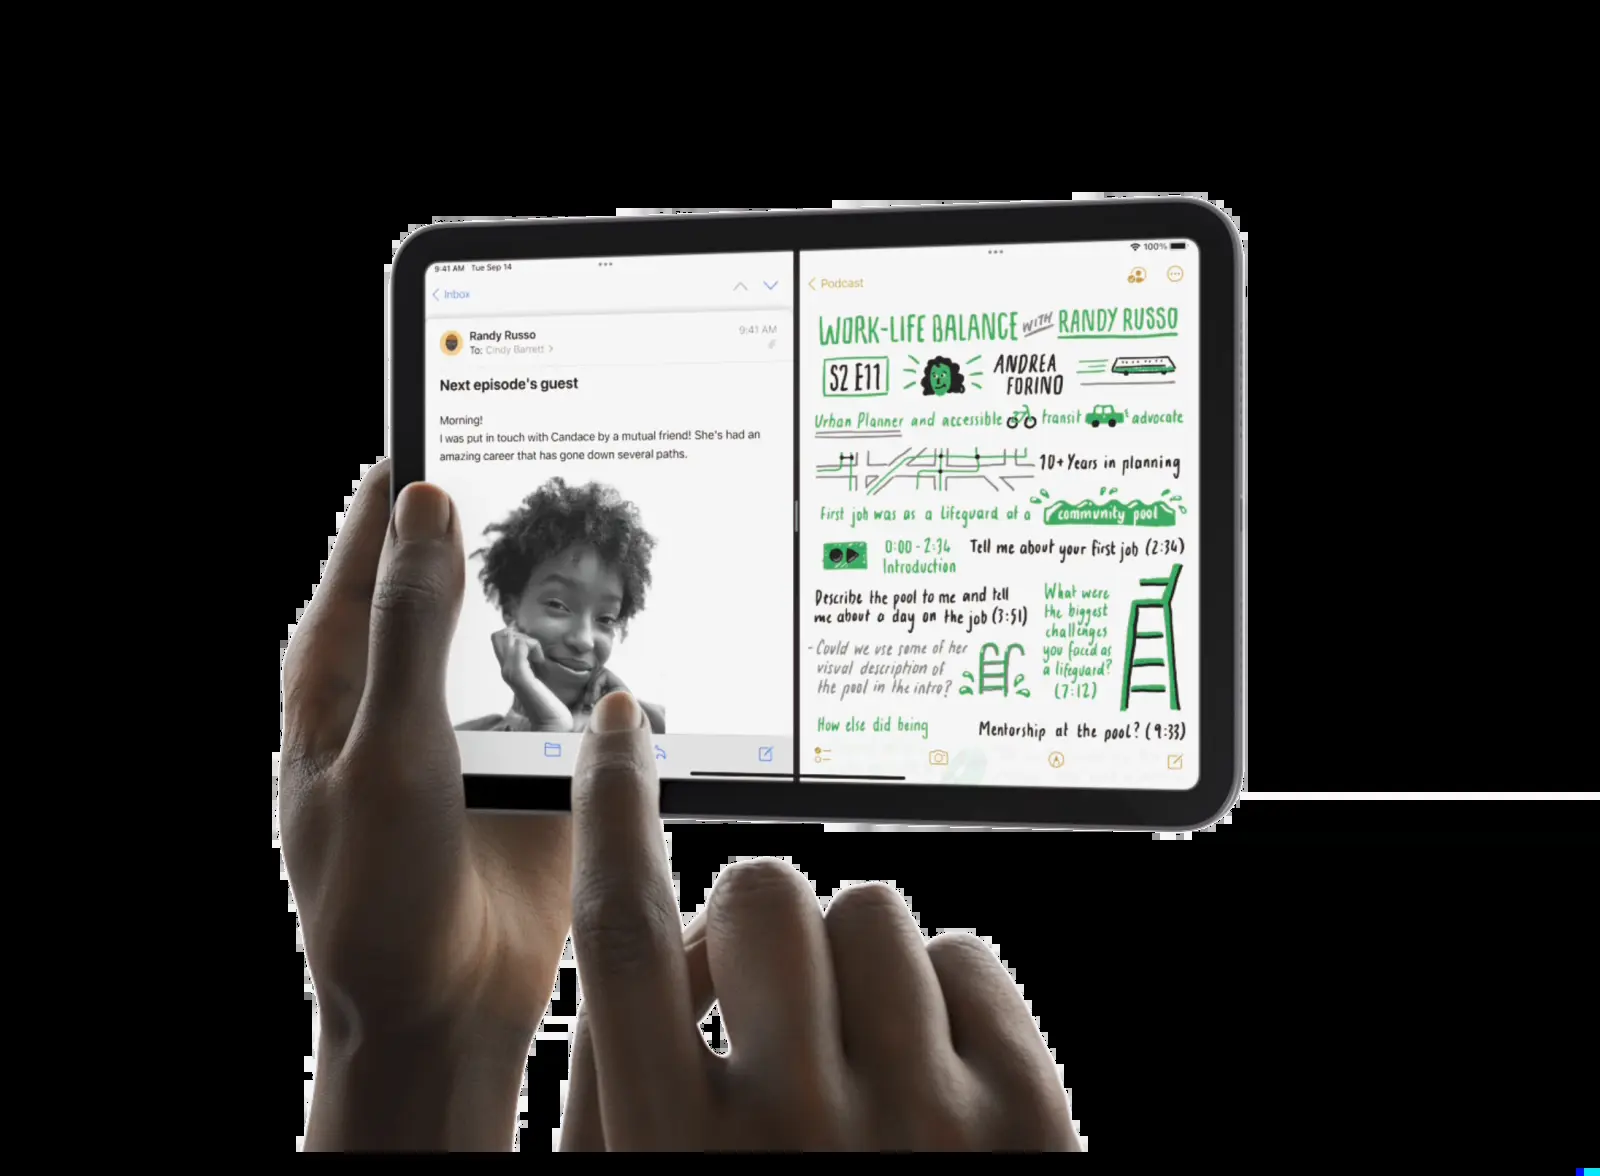 9:41 AM Tue Sep 14
Inbox
Randy Russo
9:41 AM
To: Cindy Barrett
Next episode's guest
Morning!
I was put in touch with Candace by a mutual friend! She's had an
amazing career that has gone down several paths.
100%
Podcast
WORK-LIFE BALANCE WITH RANDY RUSSO
S2 E11
ANDREA
FORINO
Urban Planner and accessible transit advocate
10+ Years in planning
First job was as a lifeguard at a community pool
0:00 - 2:34
Introduction
Tell me about your first job (2:34)
Describe the pool to me and tell
me about a day on the job (3:51)
- Could we use some of her
visual description of
the pool in the intro?
What were
the biggest
challenges
you faced as
a lifeguard?
(7:12)
How else did being
Mentorship at the pool? (9:33)